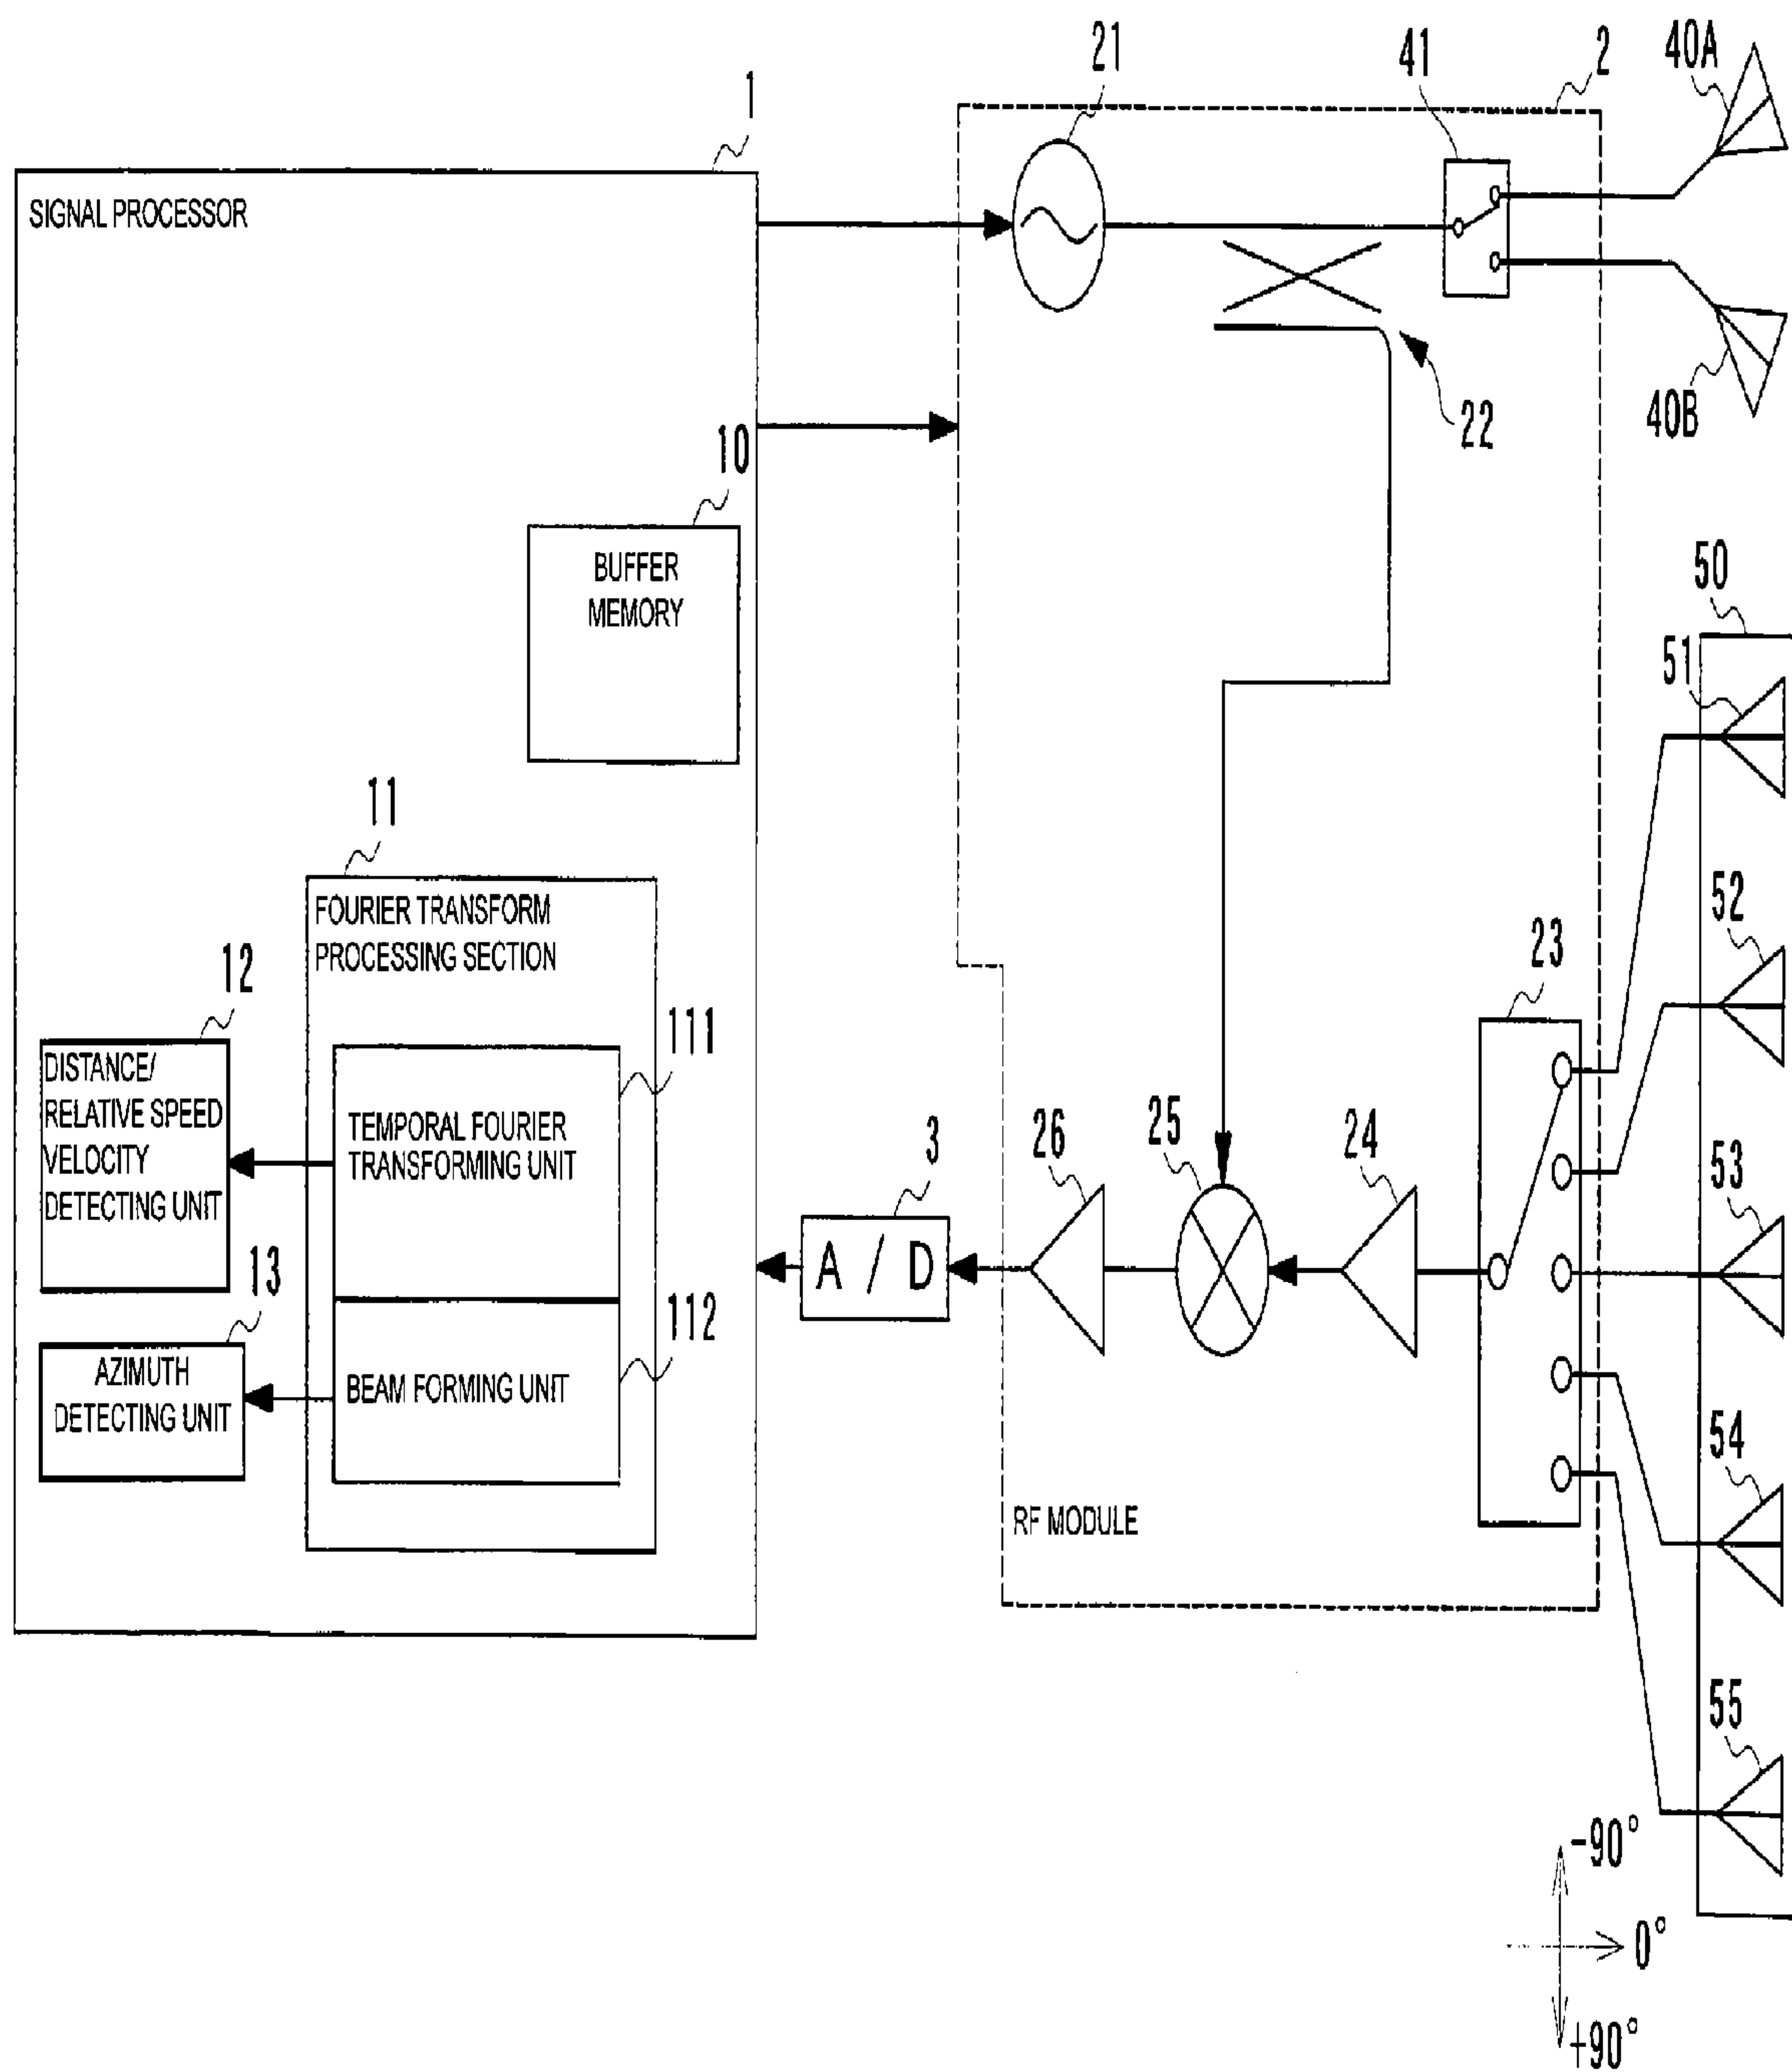 1
21
41
2
40A
SIGNAL PROCESSOR
22
40B
10
BUFFER
MEMORY
50
51
11
FOURIER TRANSFORM
PROCESSING SECTION
52
12
23
111
DISTANCE/
RELATIVE SPEED
VELOCITY
DETECTING UNIT
TEMPORAL FOURIER
TRANSFORMING UNIT
3
26
25
24
53
A / D
13
112
AZIMUTH
DETECTING UNIT
BEAM FORMING UNIT
54
RF MODULE
55
-90°
0°
+90°